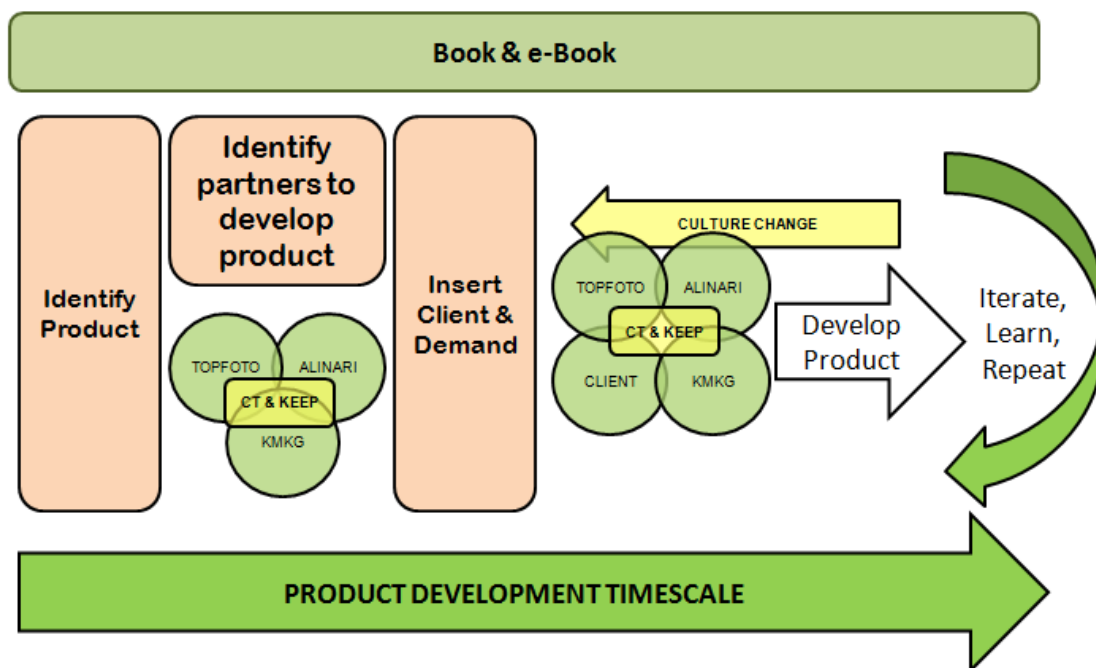 Book & e-Book
Identify
Product
Identify
partners to
develop
product
TOPFOTO
ALINARI
CT & KEEP
KMKG
Insert
Client &
Demand
CULTURE CHANGE
TOPFOTO
ALINARI
CT & KEEP
CLIENT
KMKG
Develop
Product
Iterate,
Learn,
Repeat
PRODUCT DEVELOPMENT TIMESCALE